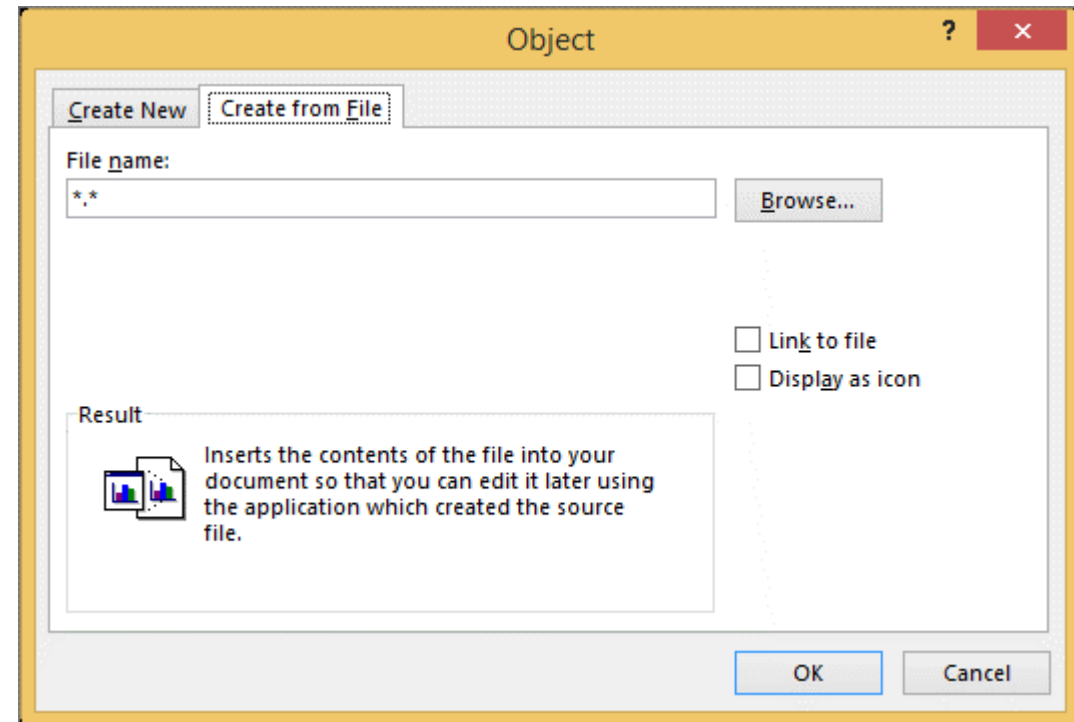 Object
?
Create New
Create from File
File name:
*.*
Browse...
Link to file
Display as icon
Result
Inserts the contents of the file into your
document so that you can edit it later using
the application which created the source
file.
OK
Cancel